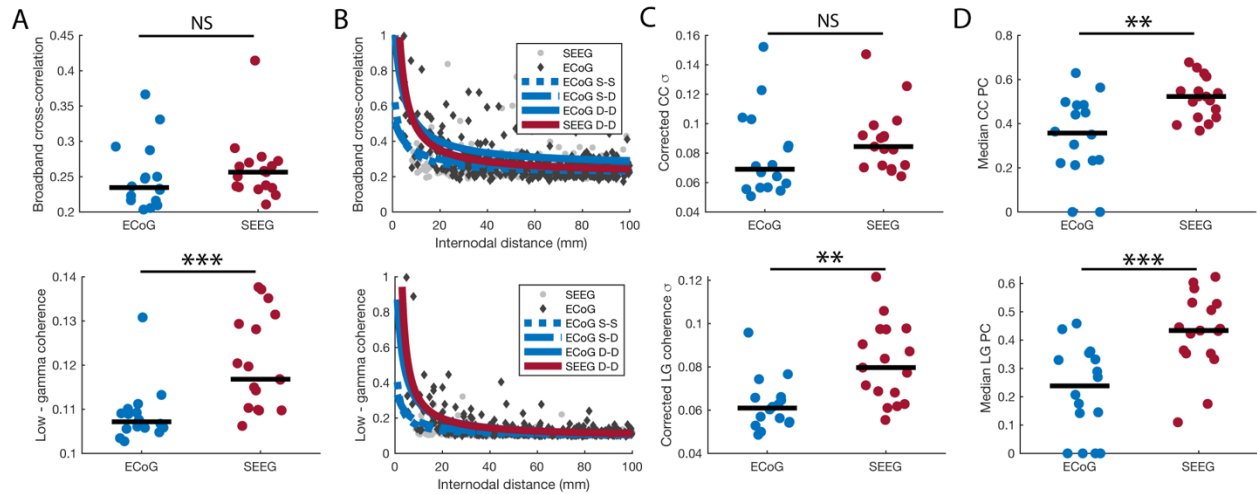 A
NS
Broadband cross-correlation
0.45
0.4
0.35
0.3
0.25
0.2
ECoG
SEEG
B
Broadband cross-correlation
1
0.8
0.6
0.4
0.2
0
SEEG
ECoG
ECoG S-S
ECoG S-D
ECoG D-D
SEEG D-D
0
20
40
60
80
100
Internodal distance (mm)
C
NS
Corrected CC σ
0.16
0.14
0.12
0.1
0.08
0.06
0.04
ECoG
SEEG
D
**
Median CC PC
0.8
0.6
0.4
0.2
0
ECoG
SEEG
***
Low - gamma coherence
0.14
0.13
0.12
0.11
0.1
ECoG
SEEG
Low - gamma coherence
1
0.8
0.6
0.4
0.2
0
SEEG
ECoG
ECoG S-S
ECoG S-D
ECoG D-D
SEEG D-D
0
20
40
60
80
100
Internodal distance (mm)
**
Corrected LG coherence σ
0.12
0.1
0.08
0.06
0.04
ECoG
SEEG
***
Median LG PC
0.6
0.5
0.4
0.3
0.2
0.1
0
ECoG
SEEG